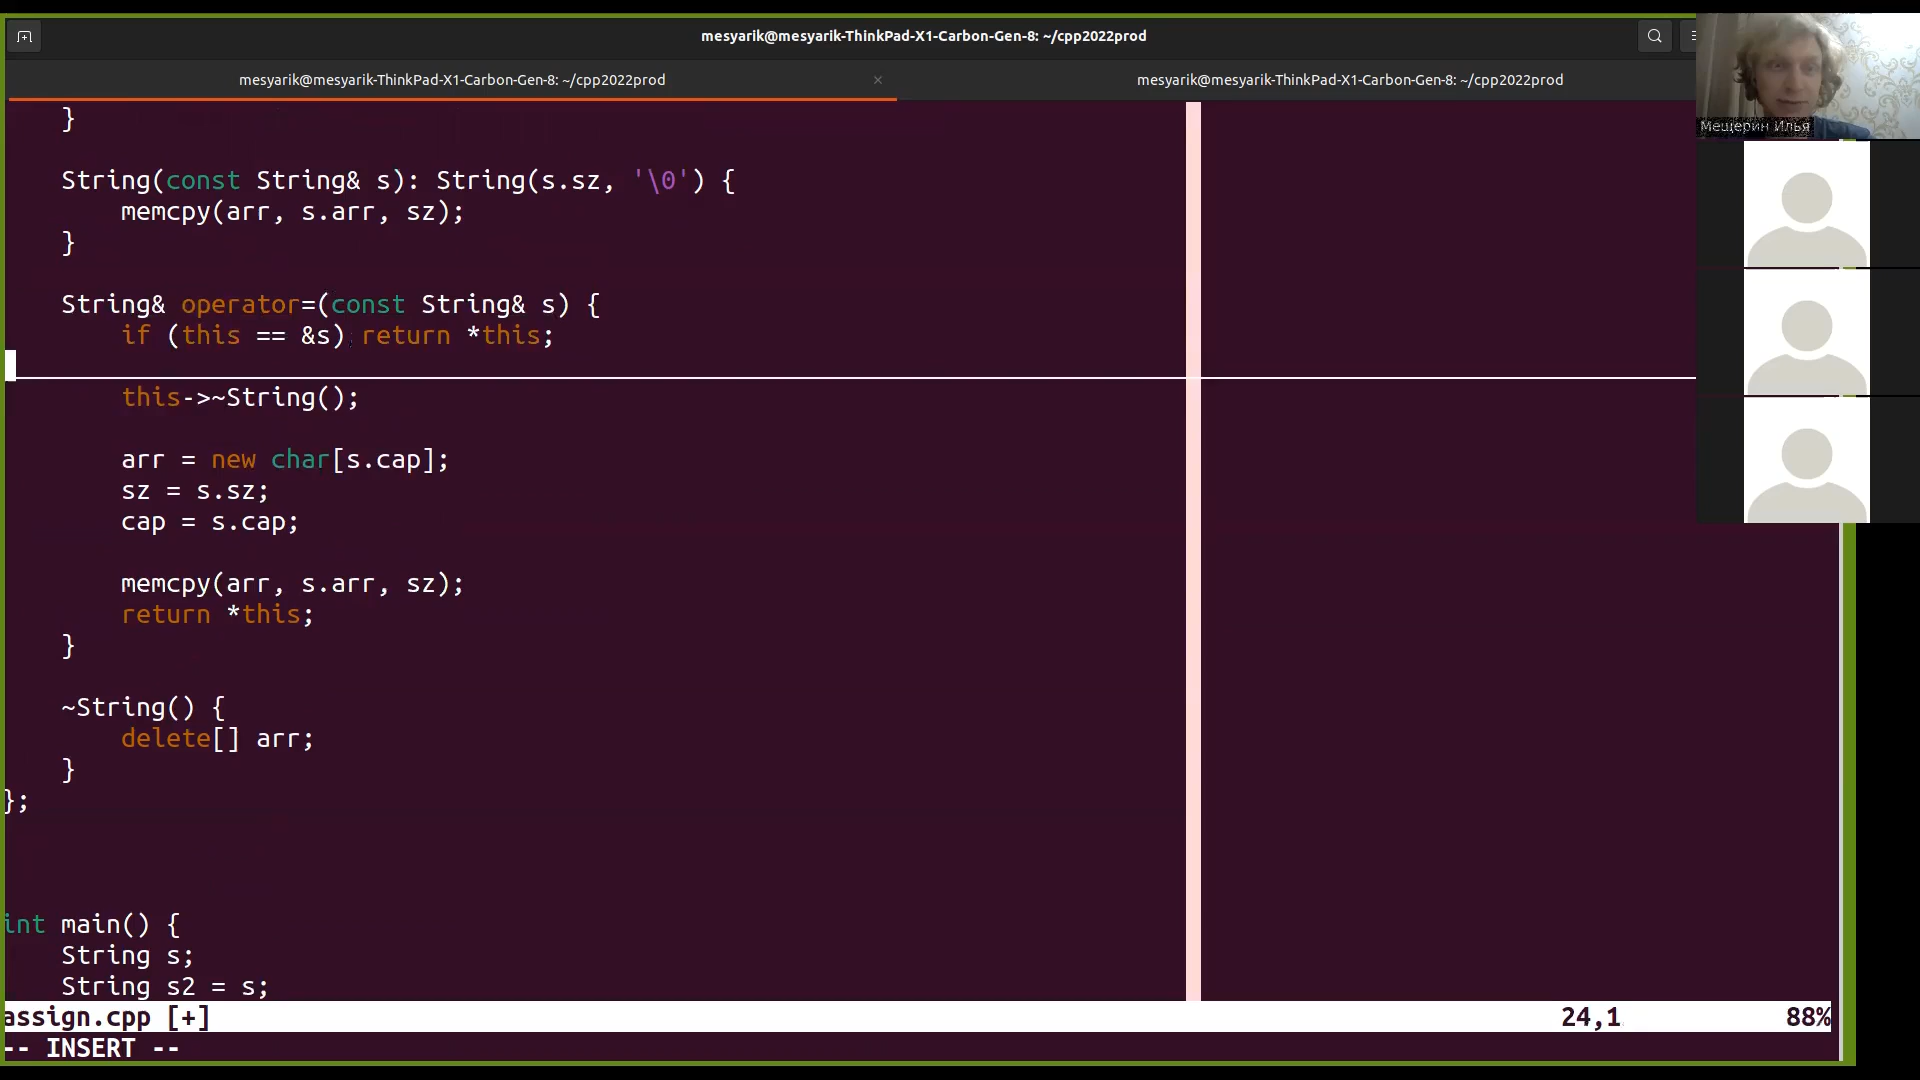 mesyarik@mesyarik-ThinkPad-X1-Carbon-Gen-8: ~/cpp2022prod
mesyarik@mesyarik-ThinkPad-X1-Carbon-Gen-8: ~/cpp2022prod
mesyarik@mesyarik-ThinkPad-X1-Carbon-Gen-8: ~/cpp2022prod
Мещерин Илья
}
String(const String& s): String(s.sz, '\0') {
memcpy(arr, s.arr, sz);
}
String& operator=(const String& s) {
if (this == &s) return *this;
this->~String();
arr = new char[s.cap];
sz = s.sz;
cap = s.cap;
memcpy(arr, s.arr, sz);
return *this;
}
~String() {
delete[] arr;
}
};
int main() {
String s;
String s2 = s;
assign.cpp [+] 24,1 88%
-- INSERT --